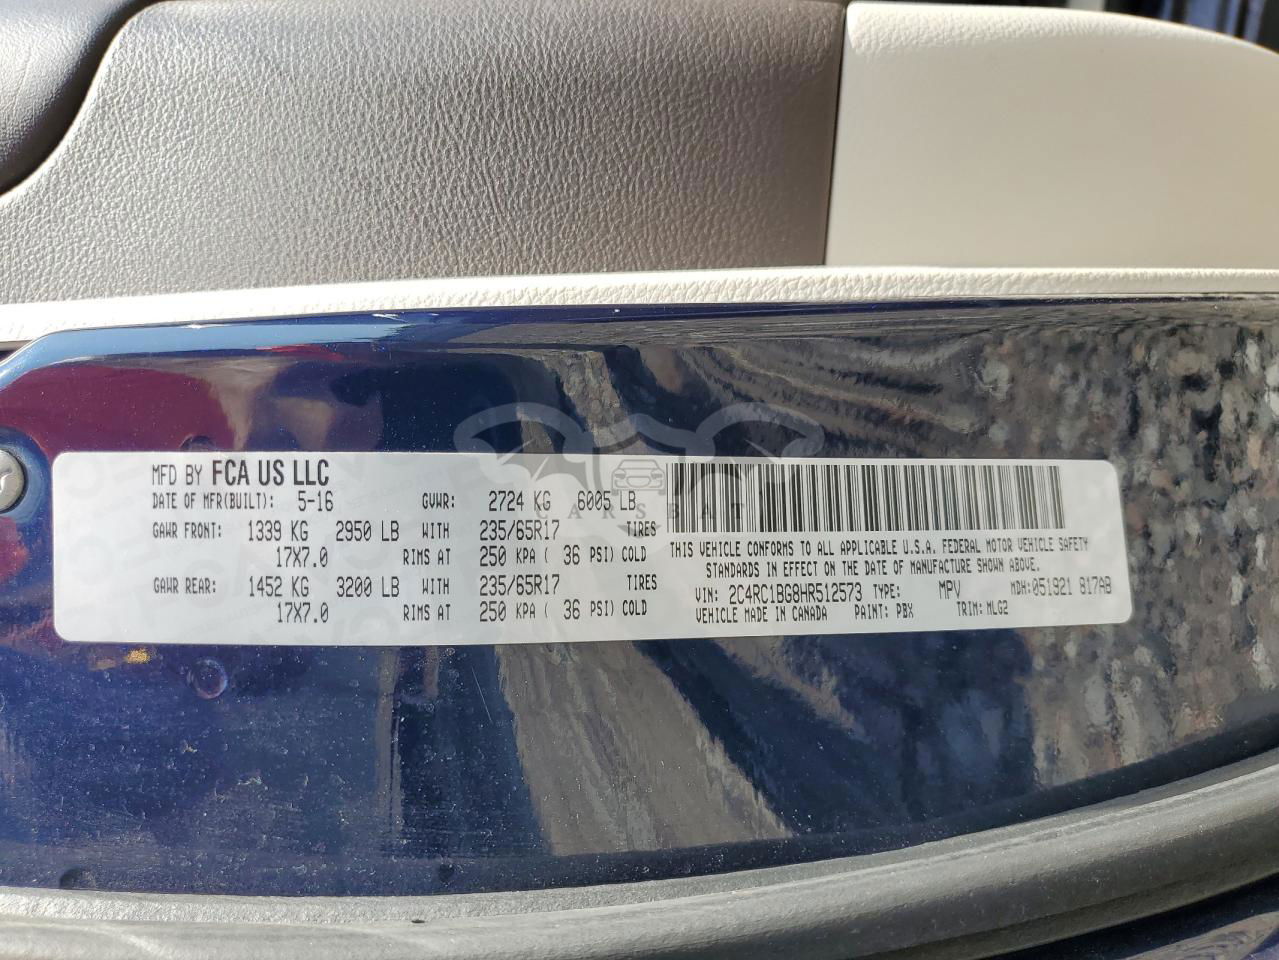 MFD BY FCA US LLC
DATE OF MFR(BUILT): 5-16 GVWR: 2724 KG 6005 LB
GAWR FRONT: 1339 KG 2950 LB WITH 235/65R17 TIRES
17X7.0 RIMS AT 250 KPA ( 36 PSI) COLD
GAWR REAR: 1452 KG 3200 LB WITH 235/65R17 TIRES
17X7.0 RIMS AT 250 KPA ( 36 PSI) COLD
THIS VEHICLE CONFORMS TO ALL APPLICABLE U.S.A. FEDERAL MOTOR VEHICLE SAFETY
STANDARDS IN EFFECT ON THE DATE OF MANUFACTURE SHOWN ABOVE.
VIN: 2C4RC1BG8HR512573 TYPE: MPV MDH:051921 817AB
VEHICLE MADE IN CANADA PAINT: PBX TRIM: MLG2
CARSBAT